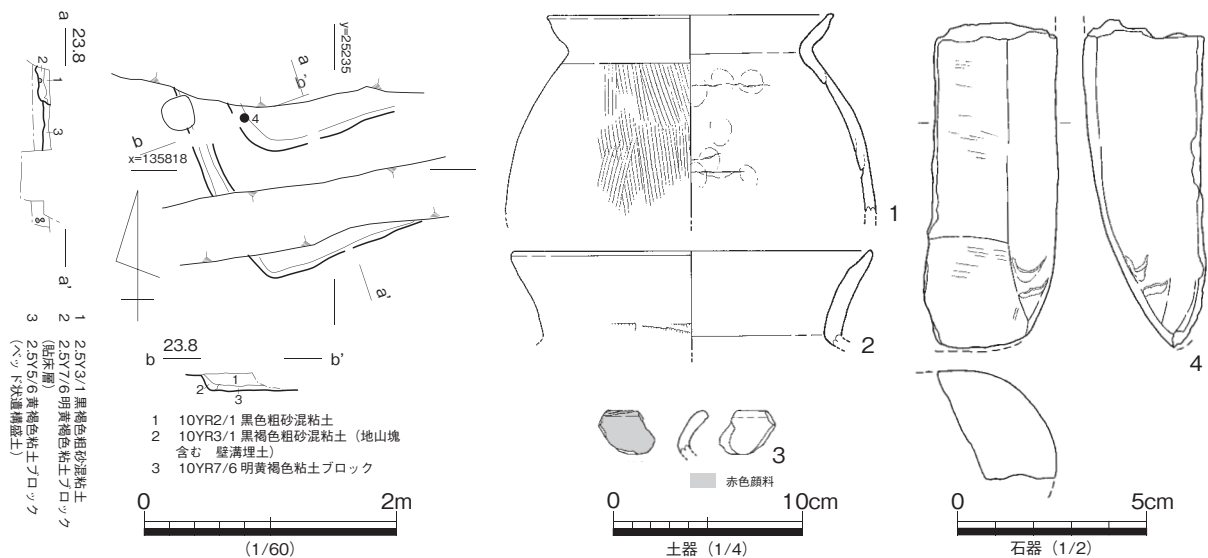 a 23.8
2
1
3
a'
1 2.5Y3/1 黒褐色粗砂混粘土
2 2.5Y7/6 明黄褐色粘土ブロック
(貼床層)
3 2.5Y5/6 黄褐色粘土ブロック
(ベッド状遺構盛土)
y=25235
a
b'
4
b
x=135818
a'
b 23.8 b'
1
2
3
1 10YR2/1 黒色粗砂混粘土
2 10YR3/1 黒褐色粗砂混粘土(地山塊
含む 壁溝埋土)
3 10YR7/6 明黄褐色粘土ブロック
0 2m
(1/60)
1
2
3
赤色顔料
0 10cm
土器(1/4)
4
0 5cm
石器(1/2)